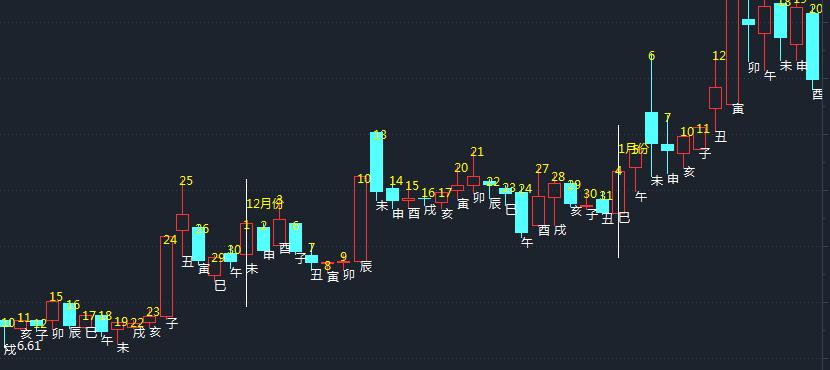 10
戌
6.61
11
亥
12
子
15
卯
16
辰
17
巳
18
午
19
未
22
戌
23
亥
24
子
25
丑
26
寅
29
巳
30
午
12月份
1
未
2
申
3
酉
6
子
7
丑
8
寅
9
卯
10
辰
13
未
14
申
15
酉
16
戌
17
亥
20
寅
21
卯
22
辰
23
巳
24
午
27
酉
28
戌
29
亥
30
子
31
丑
1月份
4
巳
5
午
6
未
7
申
10
亥
11
子
12
丑
寅
卯
午
18
未
19
申
20
酉